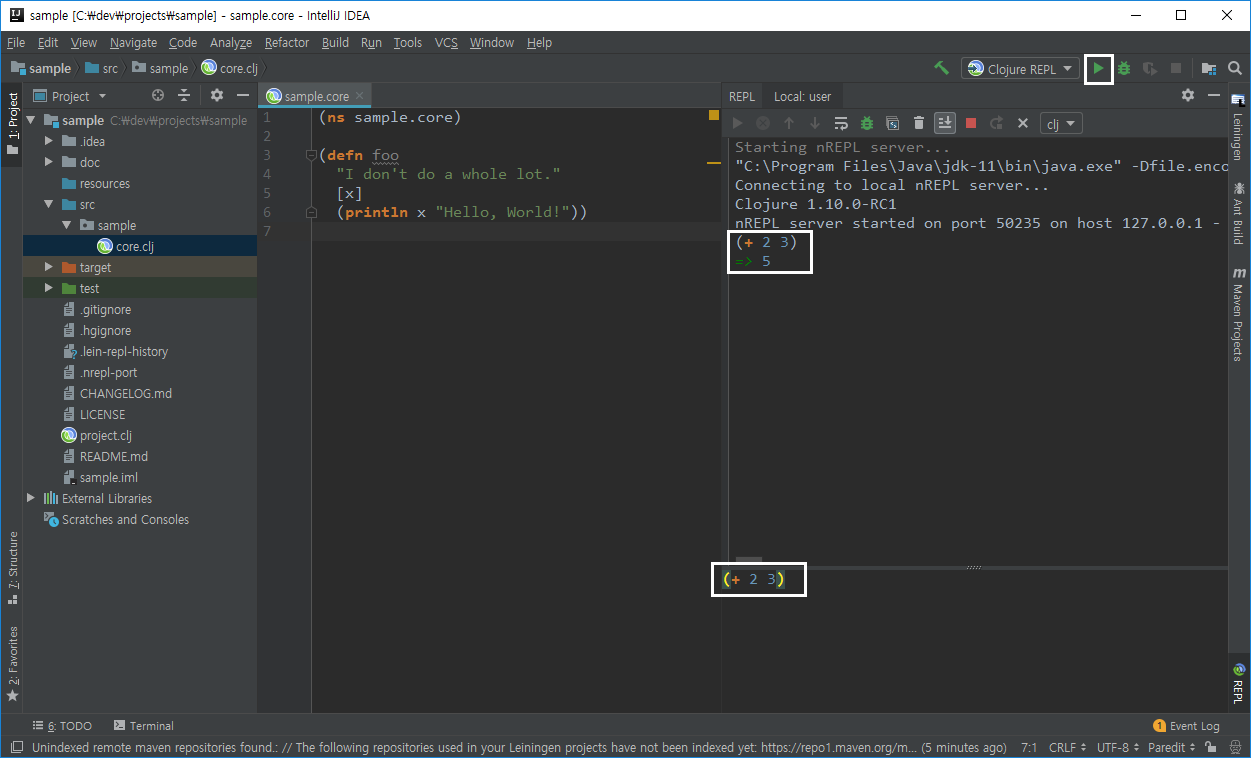 sample [C:₩dev₩projects₩sample] - sample.core - IntelliJ IDEA
File Edit View Navigate Code Analyze Refactor Build Run Tools VCS Window Help
sample src sample core.clj
Clojure REPL
1: Project
7: Structure
2: Favorites
Project
sample C:₩dev₩projects₩sample
.idea
doc
resources
src
sample
core.clj
target
test
.gitignore
.hgignore
.lein-repl-history
.nrepl-port
CHANGELOG.md
LICENSE
project.clj
README.md
sample.iml
External Libraries
Scratches and Consoles
sample.core
1 (ns sample.core)
2
3 (defn foo
4 "I don't do a whole lot."
5 [x]
6 (println x "Hello, World!"))
7
REPL Local: user
clj
Starting nREPL server...
"C:\Program Files\Java\jdk-11\bin\java.exe" -Dfile.enco
Connecting to local nREPL server...
Clojure 1.10.0-RC1
nREPL server started on port 50235 on host 127.0.0.1 -
(+ 2 3)
=> 5
(+ 2 3)
Leiningen
Ant Build
Maven Projects
REPL
6: TODO Terminal
1 Event Log
Unindexed remote maven repositories found.: // The following repositories used in your Leiningen projects have not been indexed yet: https://repo1.maven.org/m... (5 minutes ago) 7:1 CRLF UTF-8 Paredit